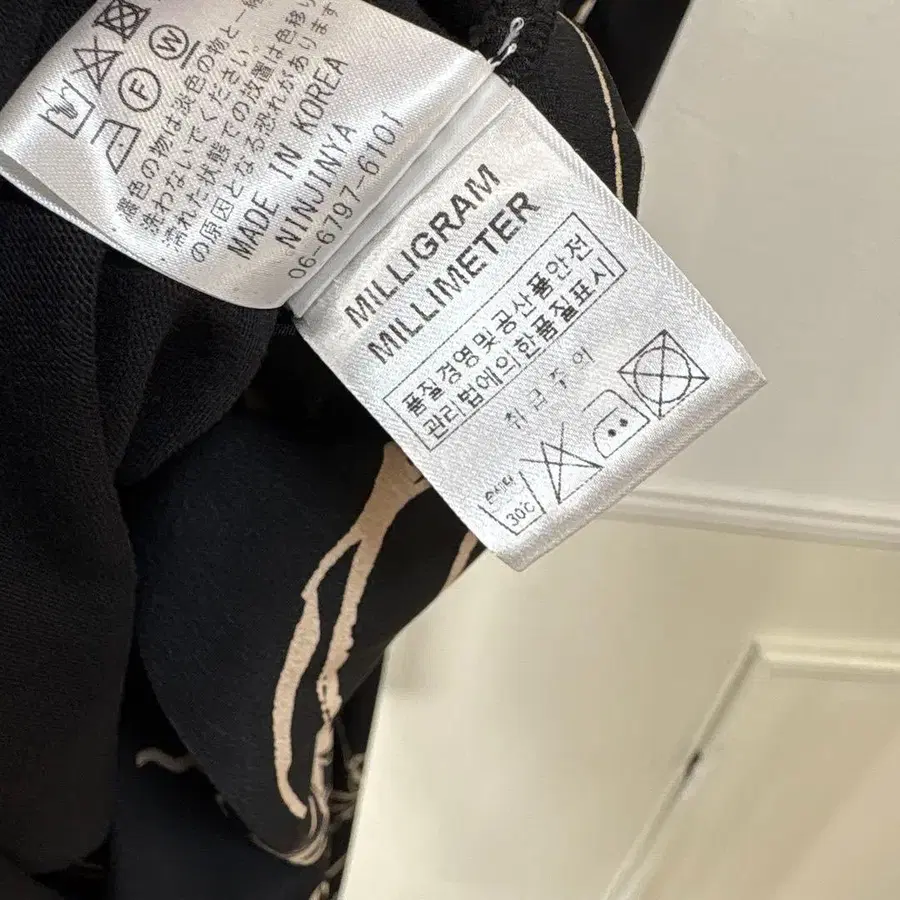 F
W
濃色の物は淡色の物と一緒に
洗わないでください。
濡れた状態での放置は色移り
の原因となる恐れがあります
MADE IN KOREA
NINJINYA
06-6797-6101
MILLIGRAM
MILLIMETER
품질경영및공산품안전
관리법에의한품질표시
취급주의
30℃